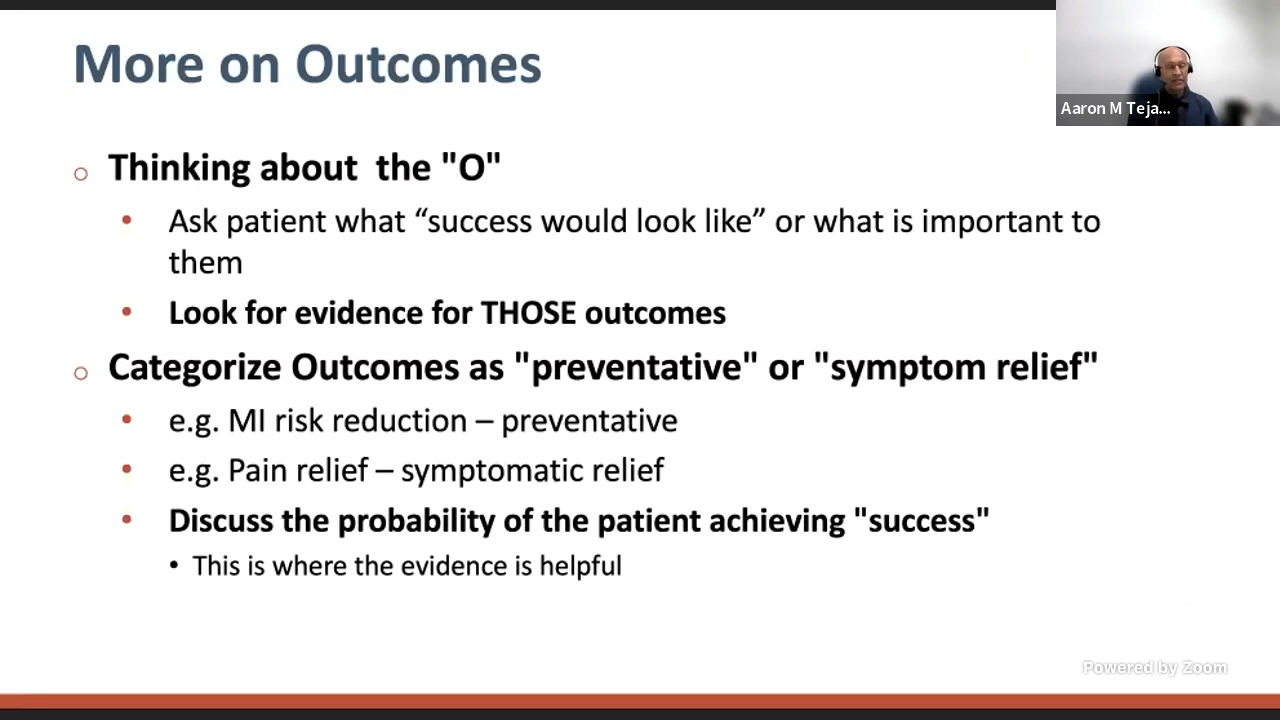 More on Outcomes
Aaron M Teja...
Thinking about  the "O"
Ask patient what “success would look like” or what is important to
them
Look for evidence for THOSE outcomes
Categorize Outcomes as "preventative" or "symptom relief"
e.g. MI risk reduction – preventative
e.g. Pain relief – symptomatic relief
Discuss the probability of the patient achieving "success"
This is where the evidence is helpful
Powered by Zoom